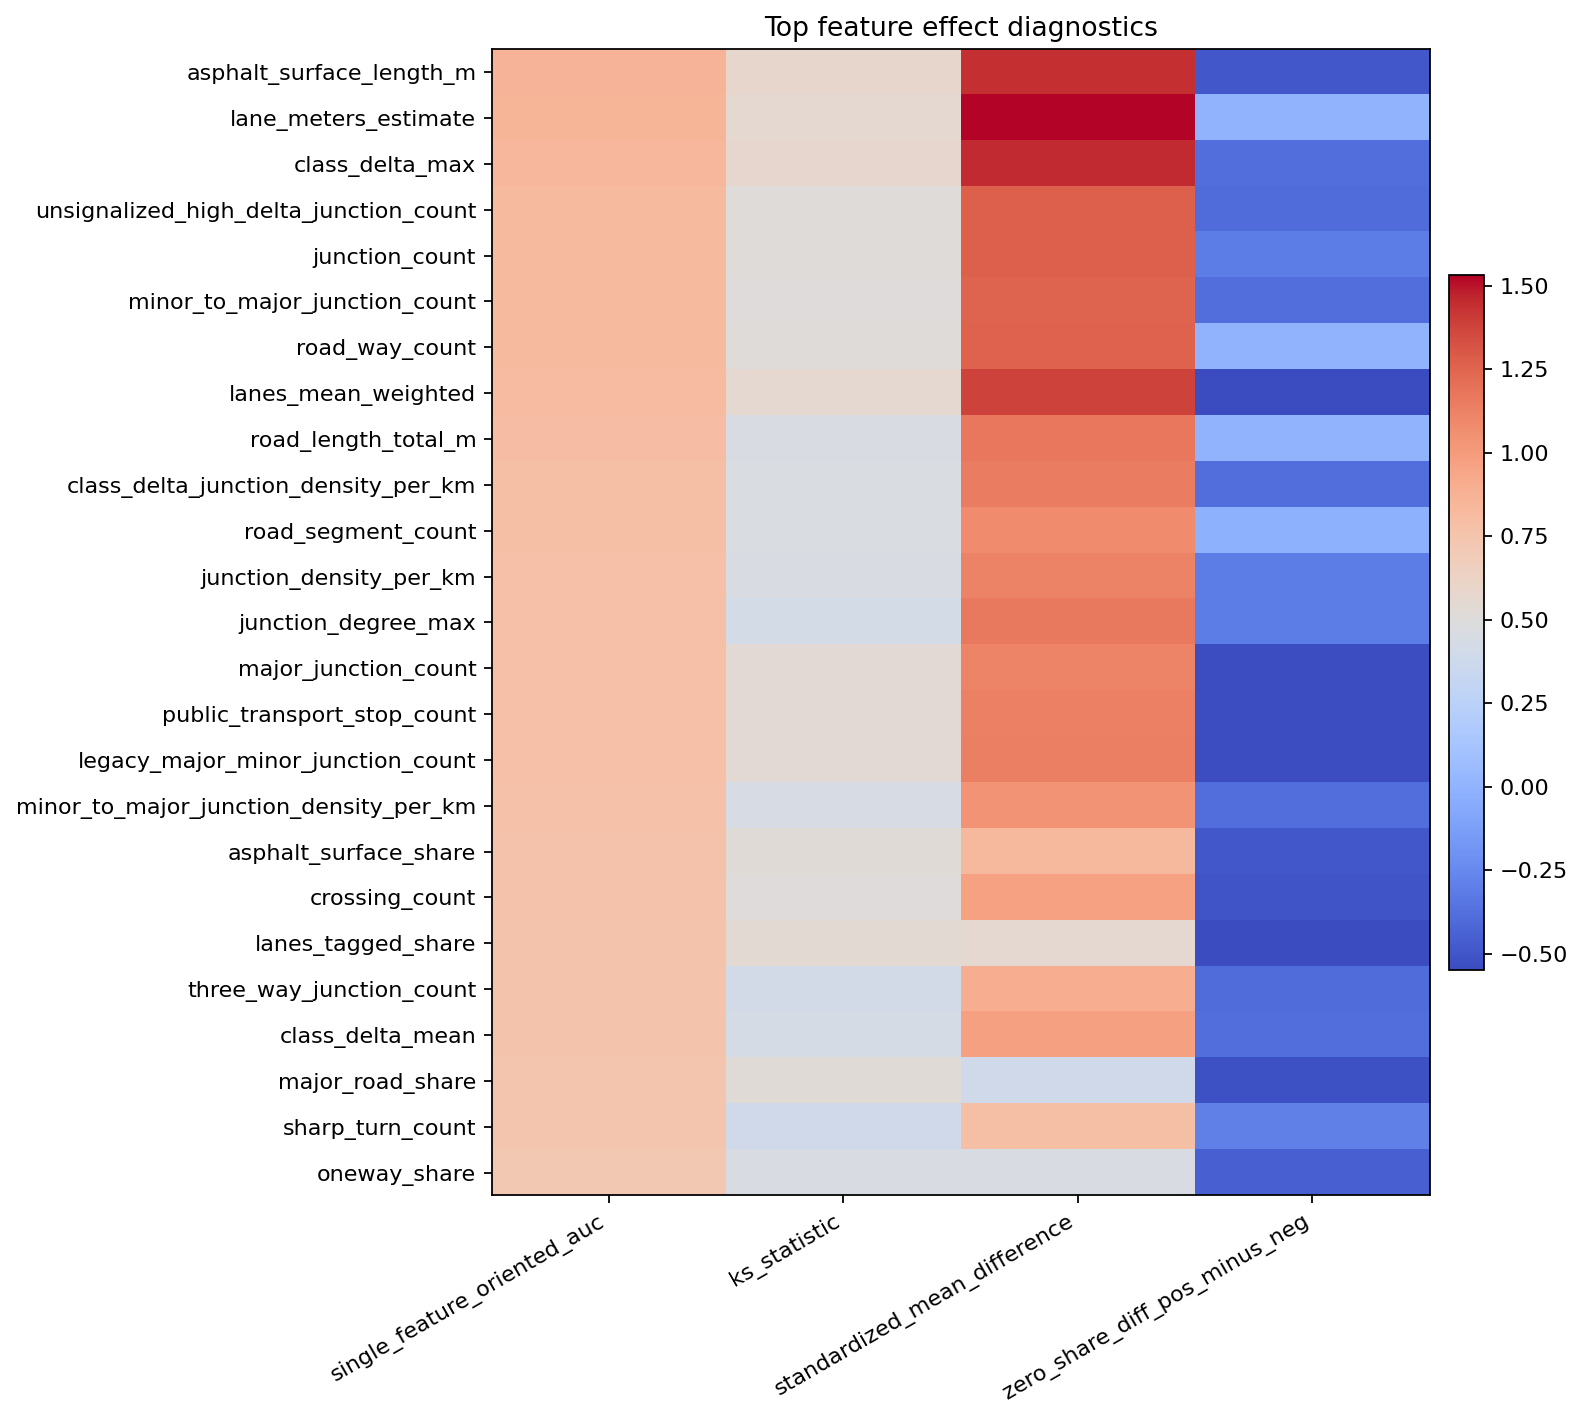 Top feature effect diagnostics
asphalt_surface_length_m
lane_meters_estimate
class_delta_max
unsignalized_high_delta_junction_count
junction_count
minor_to_major_junction_count
road_way_count
lanes_mean_weighted
road_length_total_m
class_delta_junction_density_per_km
road_segment_count
junction_density_per_km
junction_degree_max
major_junction_count
public_transport_stop_count
legacy_major_minor_junction_count
minor_to_major_junction_density_per_km
asphalt_surface_share
crossing_count
lanes_tagged_share
three_way_junction_count
class_delta_mean
major_road_share
sharp_turn_count
oneway_share
single_feature_oriented_auc
ks_statistic
standardized_mean_difference
zero_share_diff_pos_minus_neg
1.50
1.25
1.00
0.75
0.50
0.25
0.00
−0.25
−0.50